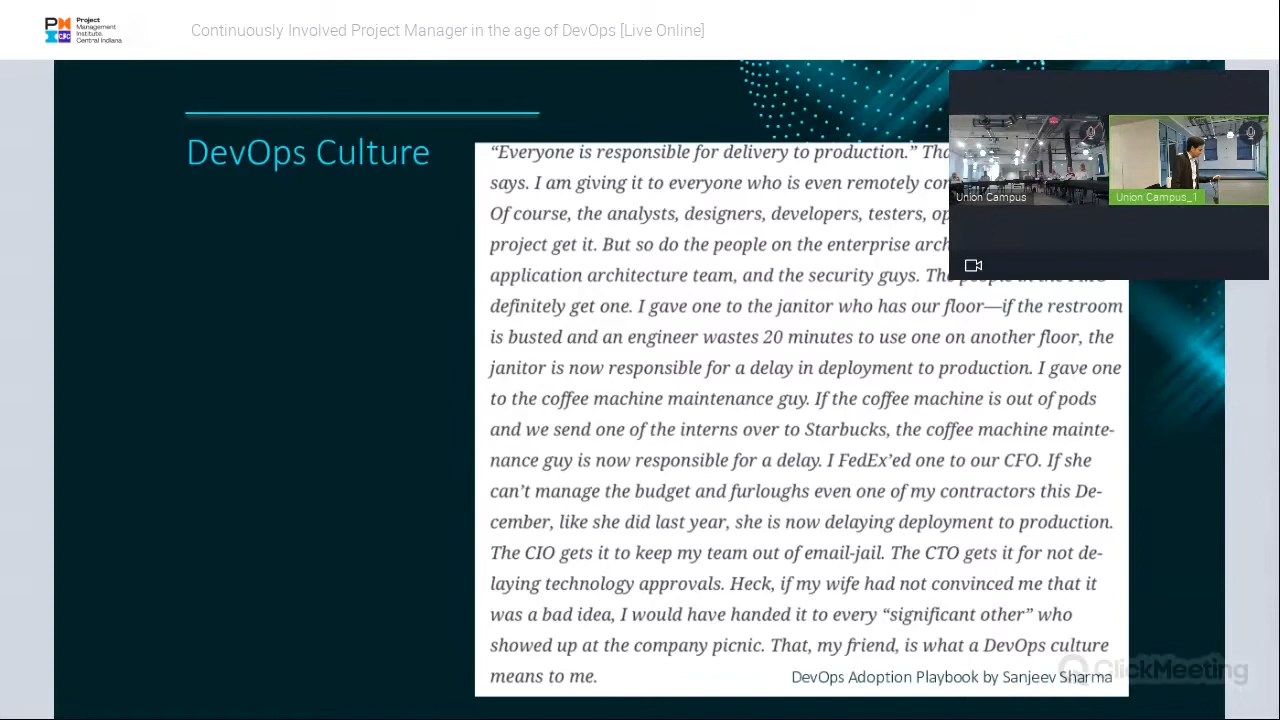 Project
Management
Institute.
Central Indiana
Continuously Involved Project Manager in the age of DevOps [Live Online]
DevOps Culture
“Everyone is responsible for delivery to production.”
says. I am giving it to everyone who is even remotely
Of course, the analysts, designers, developers, testers,
project get it. But so do the people on the enterprise
application architecture team, and the security guys. The people in the
definitely get one. I gave one to the janitor who has our floor—if the restroom
is busted and an engineer wastes 20 minutes to use one on another floor, the
janitor is now responsible for a delay in deployment to production. I gave one
to the coffee machine maintenance guy. If the coffee machine is out of pods
and we send one of the interns over to Starbucks, the coffee machine mainte-
nance guy is now responsible for a delay. I FedEx’ed one to our CFO. If she
can’t manage the budget and furloughs even one of my contractors this De-
cember, like she did last year, she is now delaying deployment to production.
The CIO gets it to keep my team out of email-jail. The CTO gets it for not de-
laying technology approvals. Heck, if my wife had not convinced me that it
was a bad idea, I would have handed it to every “significant other” who
showed up at the company picnic. That, my friend, is what a DevOps culture
means to me.
DevOps Adoption Playbook by Sanjeev Sharma
Union Campus
Union Campus_1
ClickMeeting